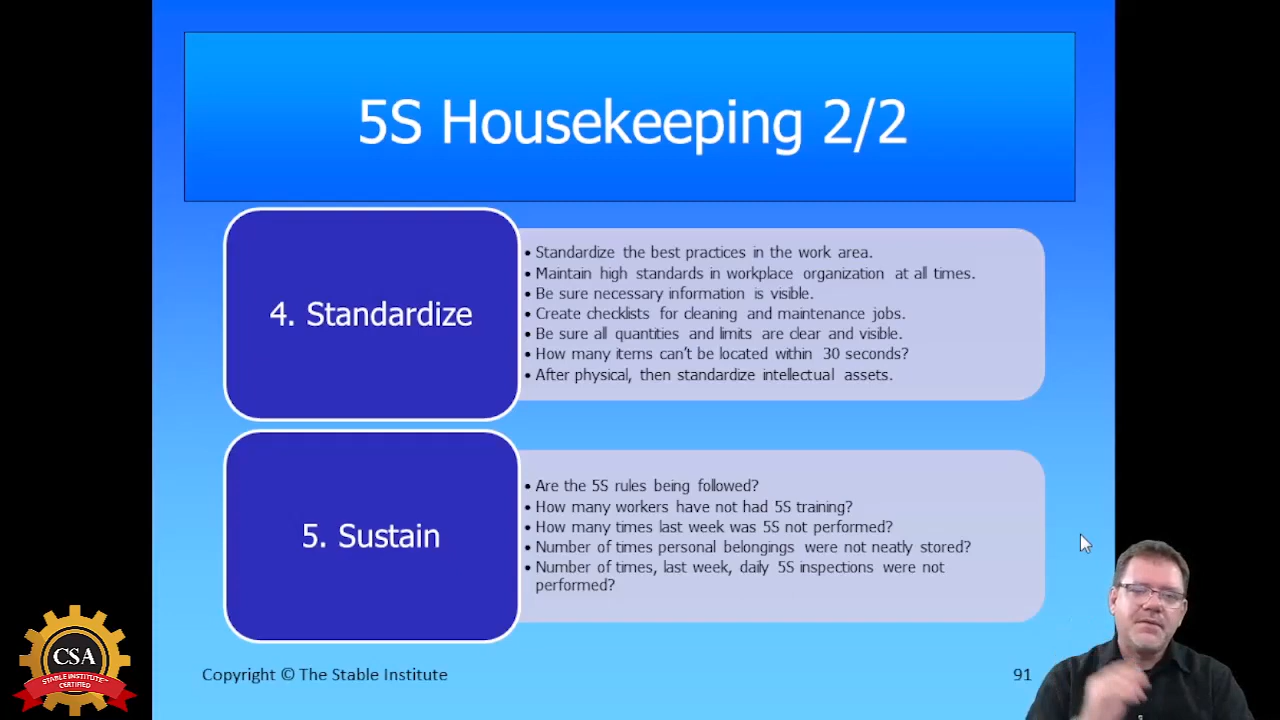 5S Housekeeping 2/2
4. Standardize
• Standardize the best practices in the work area.
• Maintain high standards in workplace organization at all times.
• Be sure necessary information is visible.
• Create checklists for cleaning and maintenance jobs.
• Be sure all quantities and limits are clear and visible.
• How many items can't be located within 30 seconds?
• After physical, then standardize intellectual assets.
5. Sustain
• Are the 5S rules being followed?
• How many workers have not had 5S training?
• How many times last week was 5S not performed?
• Number of times personal belongings were not neatly stored?
• Number of times, last week, daily 5S inspections were not
performed?
CSA
STABLE INSTITUTE™
CERTIFIED
Copyright © The Stable Institute
91